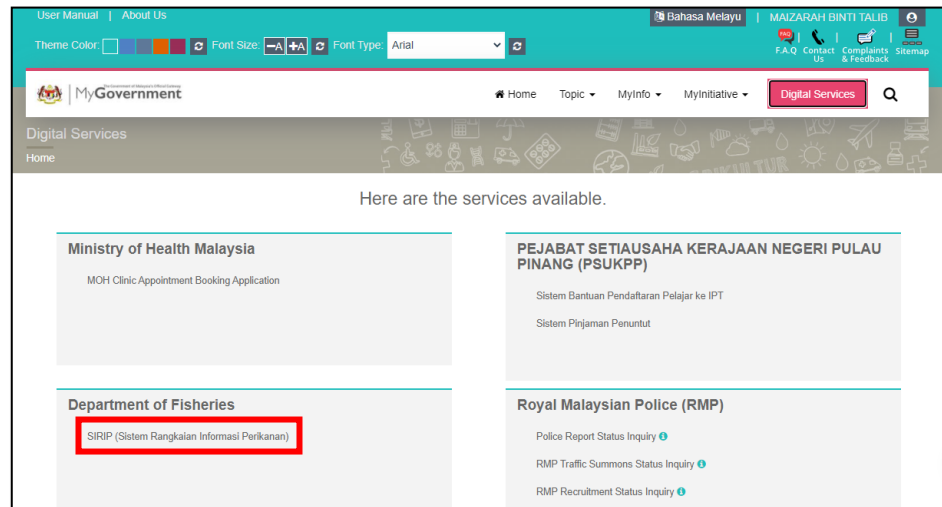 User Manual | About Us
Bahasa Melayu | MAIZARAH BINTI TALIB
Theme Color: Font Size: -A +A Font Type: Arial
FAQ
F.A.Q Contact Us Complaints & Feedback Sitemap
MyGovernment
Home Topic MyInfo MyInitiative Digital Services
Digital Services
Home
Here are the services available.
Ministry of Health Malaysia
MOH Clinic Appointment Booking Application
PEJABAT SETIAUSAHA KERAJAAN NEGERI PULAU
PINANG (PSUKPP)
Sistem Bantuan Pendaftaran Pelajar ke IPT
Sistem Pinjaman Penuntut
Department of Fisheries
SIRIP (Sistem Rangkaian Informasi Perikanan)
Royal Malaysian Police (RMP)
Police Report Status Inquiry
RMP Traffic Summons Status Inquiry
RMP Recruitment Status Inquiry